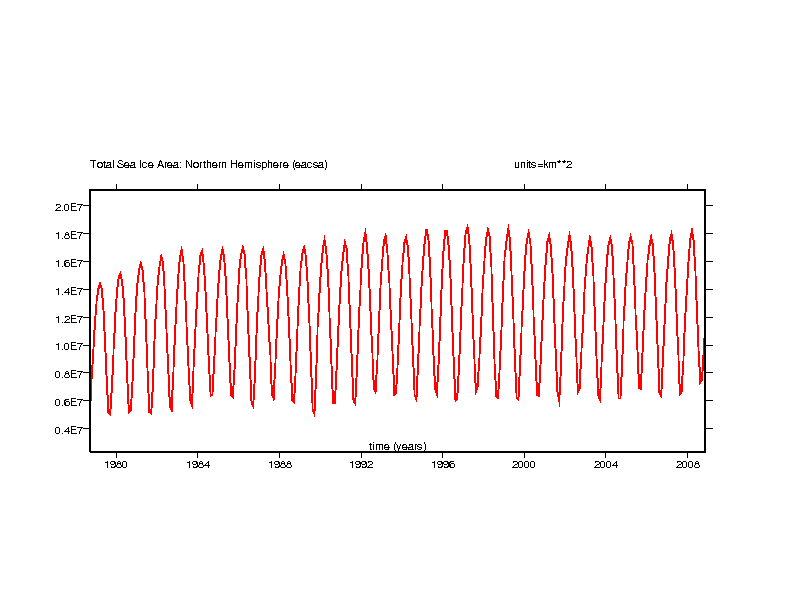 Total Sea Ice Area: Northern Hemisphere (eacsa) units=km**2
2.0E7
1.8E7
1.6E7
1.4E7
1.2E7
1.0E7
0.8E7
0.6E7
0.4E7
time (years)
1980 1984 1988 1992 1996 2000 2004 2008